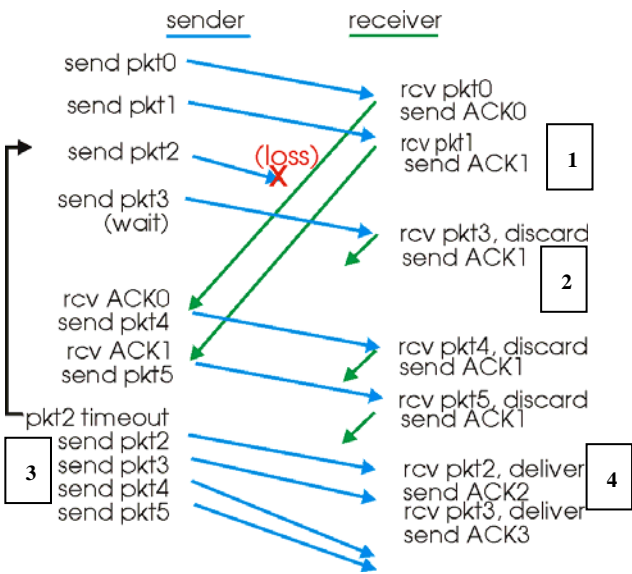 sender
receiver
send pkt0
send pkt1
send pkt2
send pkt3
(wait)
(loss)
X
rcv pkt0
send ACK0
rcv pkt1
send ACK1
1
rcv pkt3, discard
send ACK1
2
rcv ACK0
send pkt4
rcv ACK1
send pkt5
rcv pkt4, discard
send ACK1
rcv pkt5, discard
send ACK1
pkt2 timeout
send pkt2
send pkt3
send pkt4
send pkt5
3
rcv pkt2, deliver
send ACK2
rcv pkt3, deliver
send ACK3
4